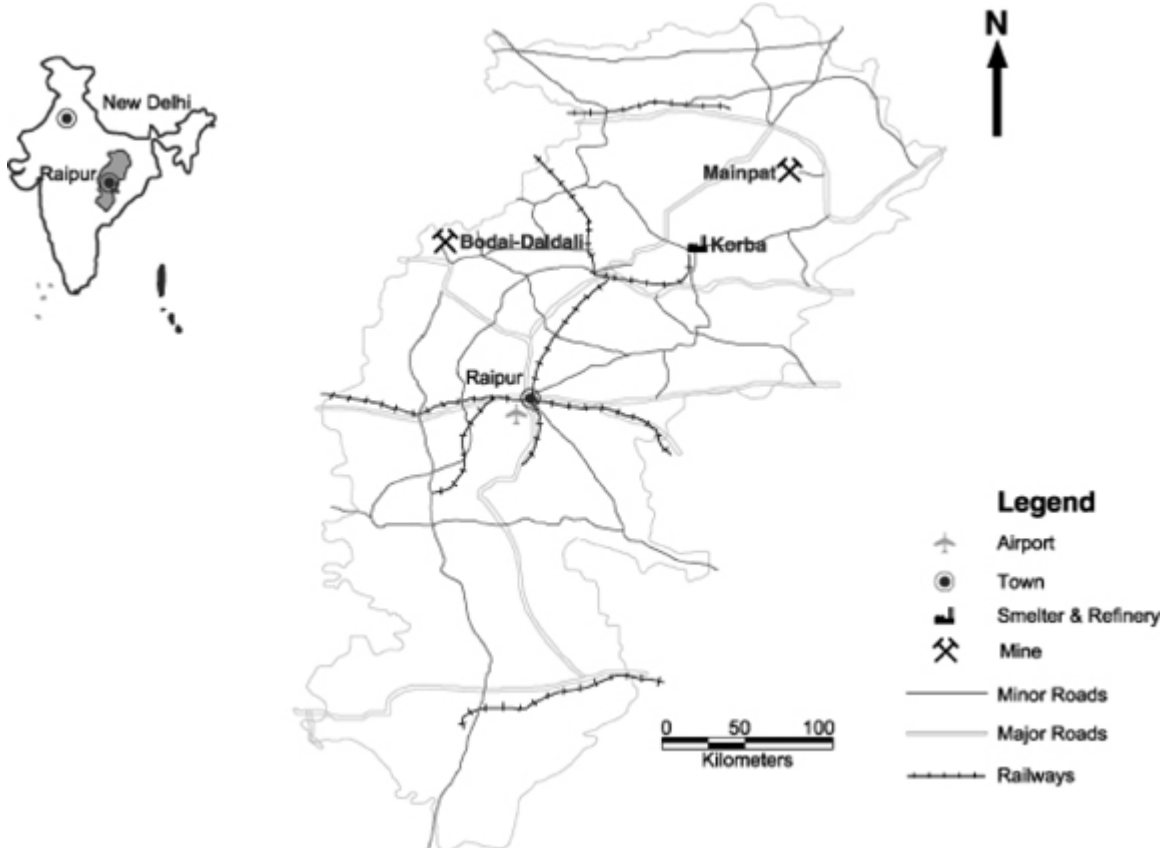 N
New Delhi
Raipur
Mainpat
Bodai-Daldali
Korba
Raipur
Legend
Airport
Town
Smelter & Refinery
Mine
Minor Roads
Major Roads
Railways
0 50 100
Kilometers